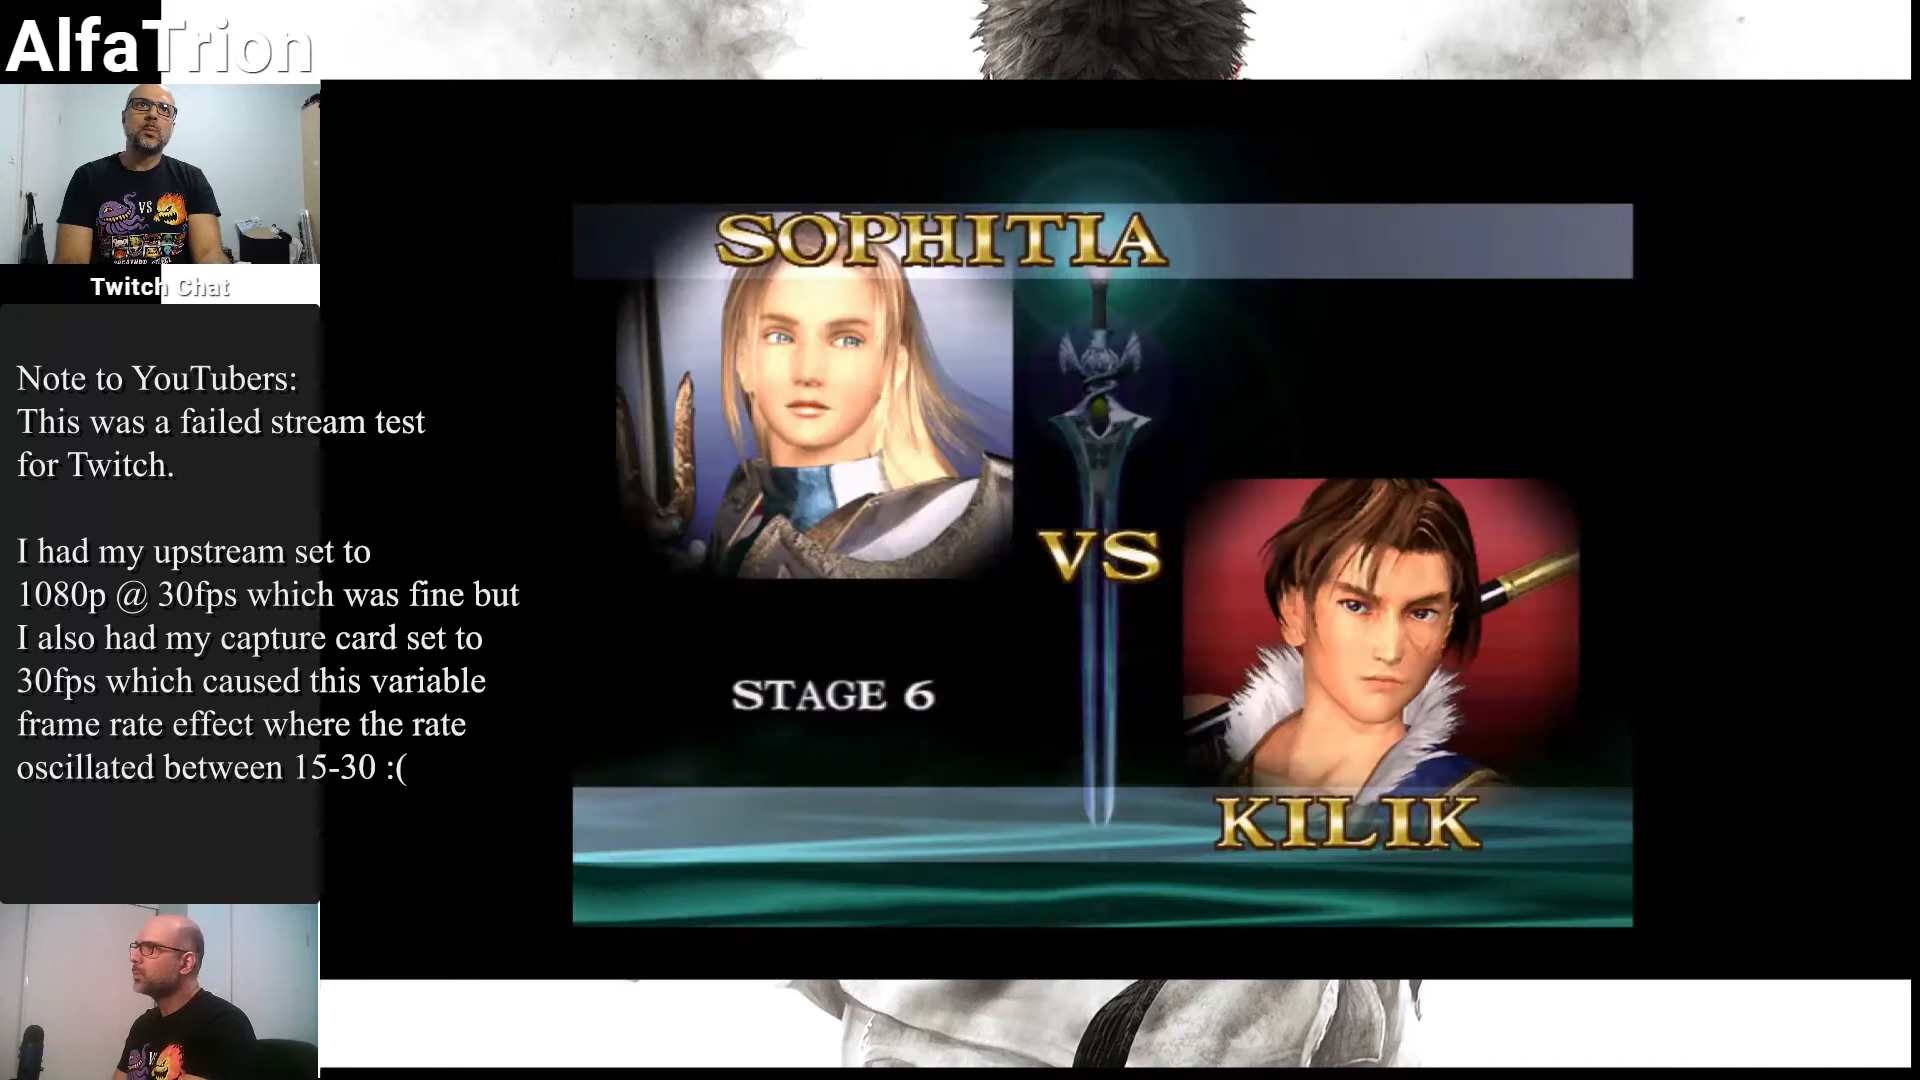 AlfaTrion
VS
Twitch Chat
Note to YouTubers:
This was a failed stream test
for Twitch.
I had my upstream set to
1080p @ 30fps which was fine but
I also had my capture card set to
30fps which caused this variable
frame rate effect where the rate
oscillated between 15-30 :(
SOPHITIA
VS
STAGE 6
KILIK